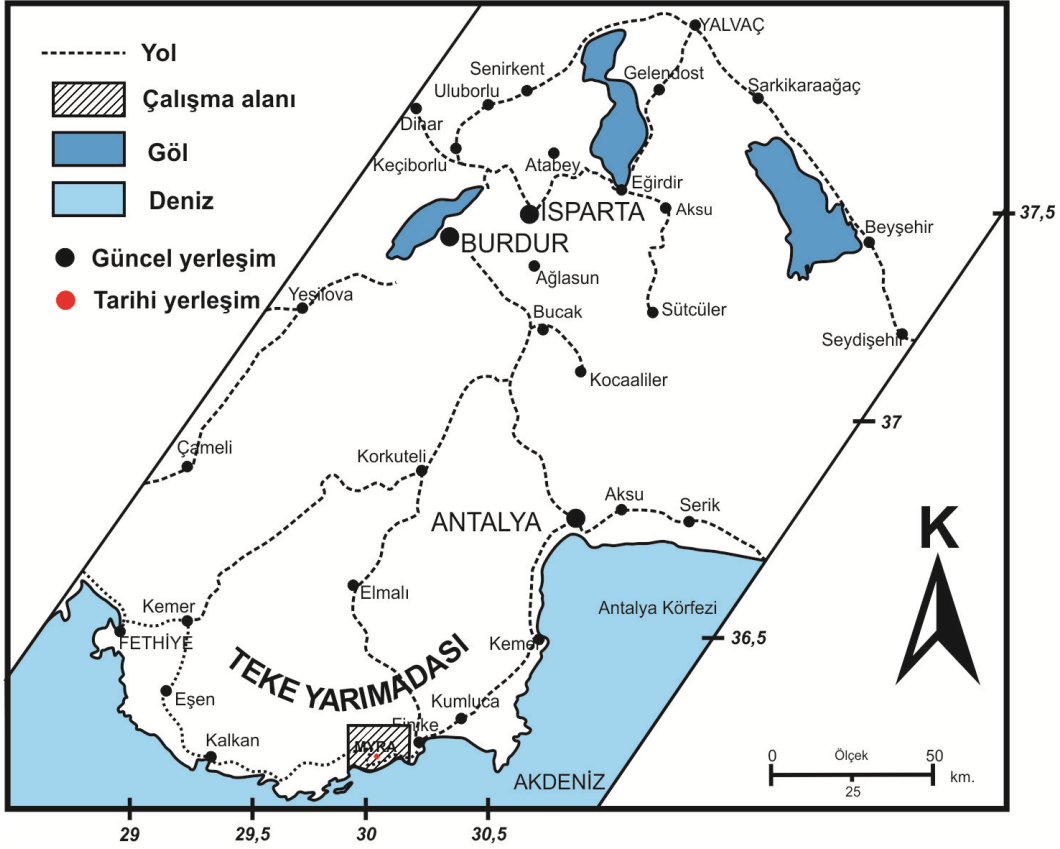 Yol
Çalışma alanı
Göl
Deniz
Güncel yerleşim
Tarihi yerleşim
YALVAÇ
Senirkent
Gelendost
Uluborlu
Sarkikaraağaç
Dinar
Keçiborlu
Atabey
Eğirdir
ISPARTA
Aksu
37,5
BURDUR
Beyşehir
Ağlasun
Yeşilova
Bucak
Sütcüler
Seydişehir
Kocaaliler
37
Çameli
Korkuteli
Aksu
Serik
ANTALYA
K
Elmalı
Kemer
Antalya Körfezi
FETHİYE
Kemer
36,5
TEKE YARIMADASI
Eşen
Kumluca
Finike
Kalkan
MYRA
AKDENİZ
0 Ölçek 50
25 km.
29 29,5 30 30,5